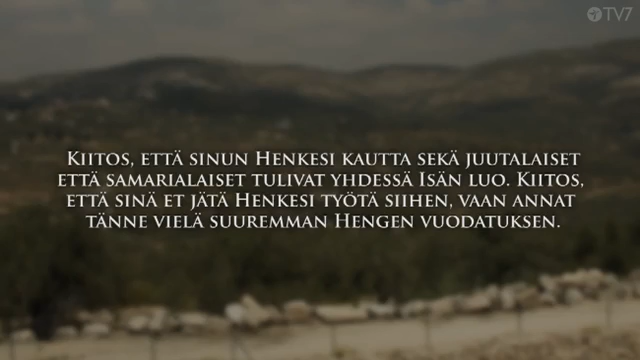 TV7
Kiitos, että sinun Henkesi kautta sekä juutalaiset
että samarialaiset tulivat yhdessä Isän luo. Kiitos,
että sinä et jätä Henkesi työtä siihen, vaan annat
tänne vielä suuremman Hengen vuodatuksen.